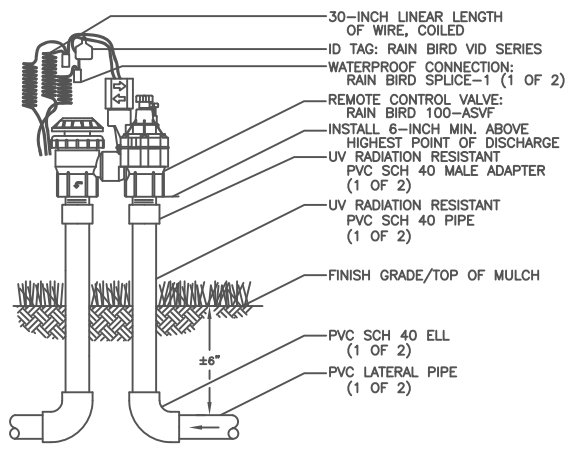 30-INCH LINEAR LENGTH
OF WIRE, COILED
ID TAG: RAIN BIRD VID SERIES
WATERPROOF CONNECTION:
RAIN BIRD SPLICE-1 (1 OF 2)
REMOTE CONTROL VALVE:
RAIN BIRD 100-ASVF
INSTALL 6-INCH MIN. ABOVE
HIGHEST POINT OF DISCHARGE
UV RADIATION RESISTANT
PVC SCH 40 MALE ADAPTER
(1 OF 2)
UV RADIATION RESISTANT
PVC SCH 40 PIPE
(1 OF 2)
FINISH GRADE/TOP OF MULCH
PVC SCH 40 ELL
(1 OF 2)
±6"
PVC LATERAL PIPE
(1 OF 2)